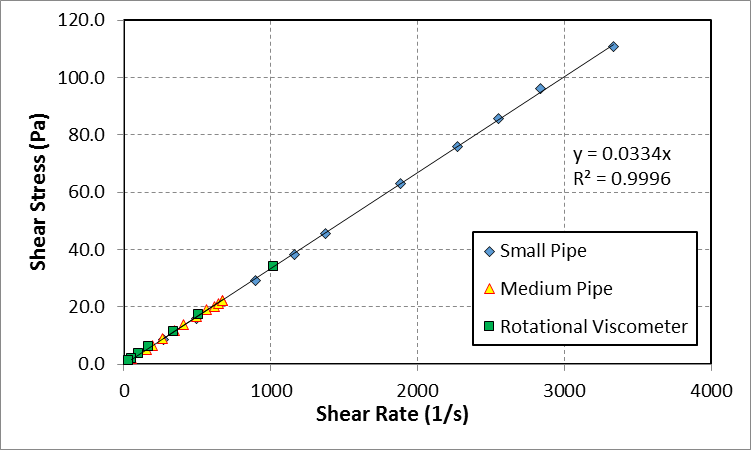 120.0
100.0
80.0
60.0
40.0
20.0
0.0
Shear Stress (Pa)
y = 0.0334x
R² = 0.9996
Small Pipe
Medium Pipe
Rotational Viscometer
0 1000 2000 3000 4000
Shear Rate (1/s)